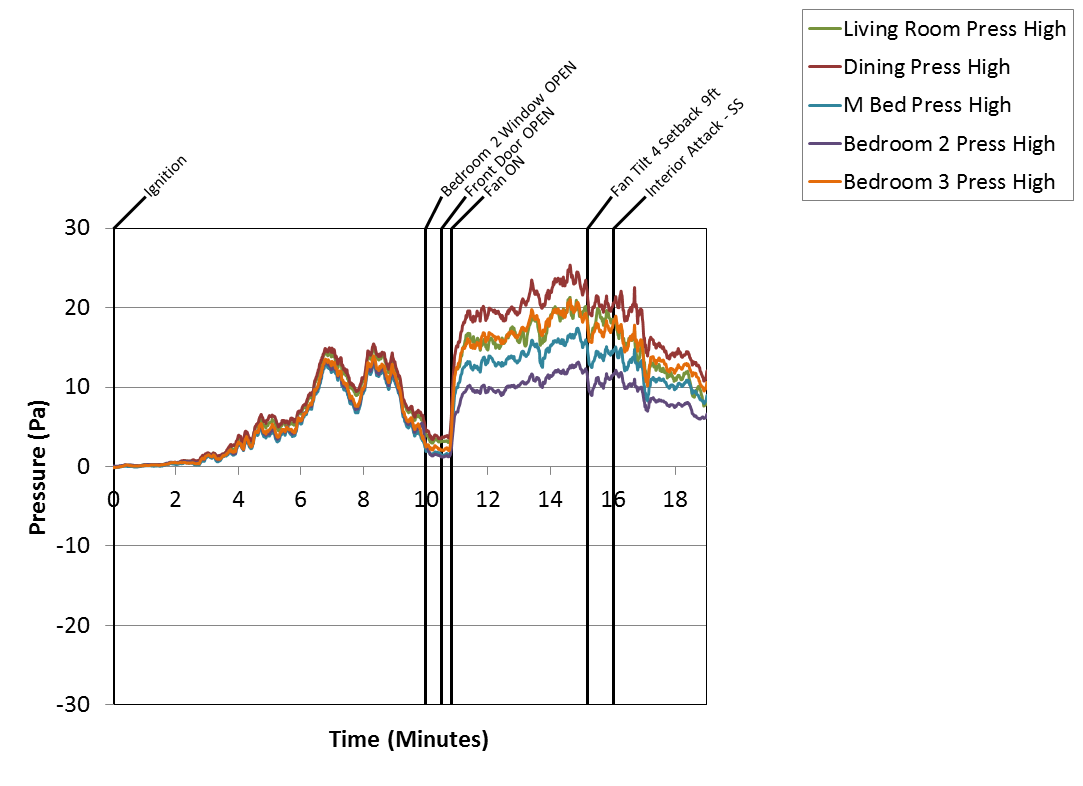 Living Room Press High
Dining Press High
M Bed Press High
Bedroom 2 Press High
Bedroom 3 Press High
Ignition
Bedroom 2 Window OPEN
Front Door OPEN
Fan ON
Fan Tilt 4 Setback 9ft
Interior Attack - SS
30
20
10
0
-10
-20
-30
0 2 4 6 8 10 12 14 16 18
Pressure (Pa)
Time (Minutes)